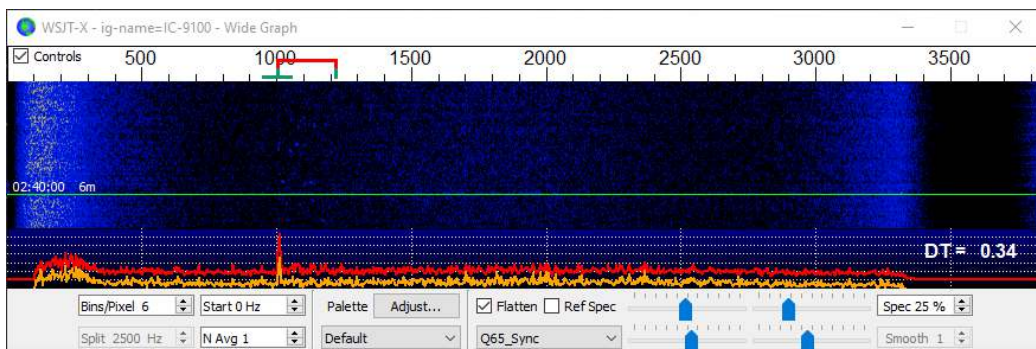 WSJT-X - ig-name=IC-9100 - Wide Graph
Controls 500 1000 1500 2000 2500 3000 3500
02:40:00 6m
DT = 0.34
Bins/Pixel 6 Start 0 Hz Palette Adjust... Flatten Ref Spec Spec 25 %
Split 2500 Hz N Avg 1 Default Q65_Sync Smooth 1